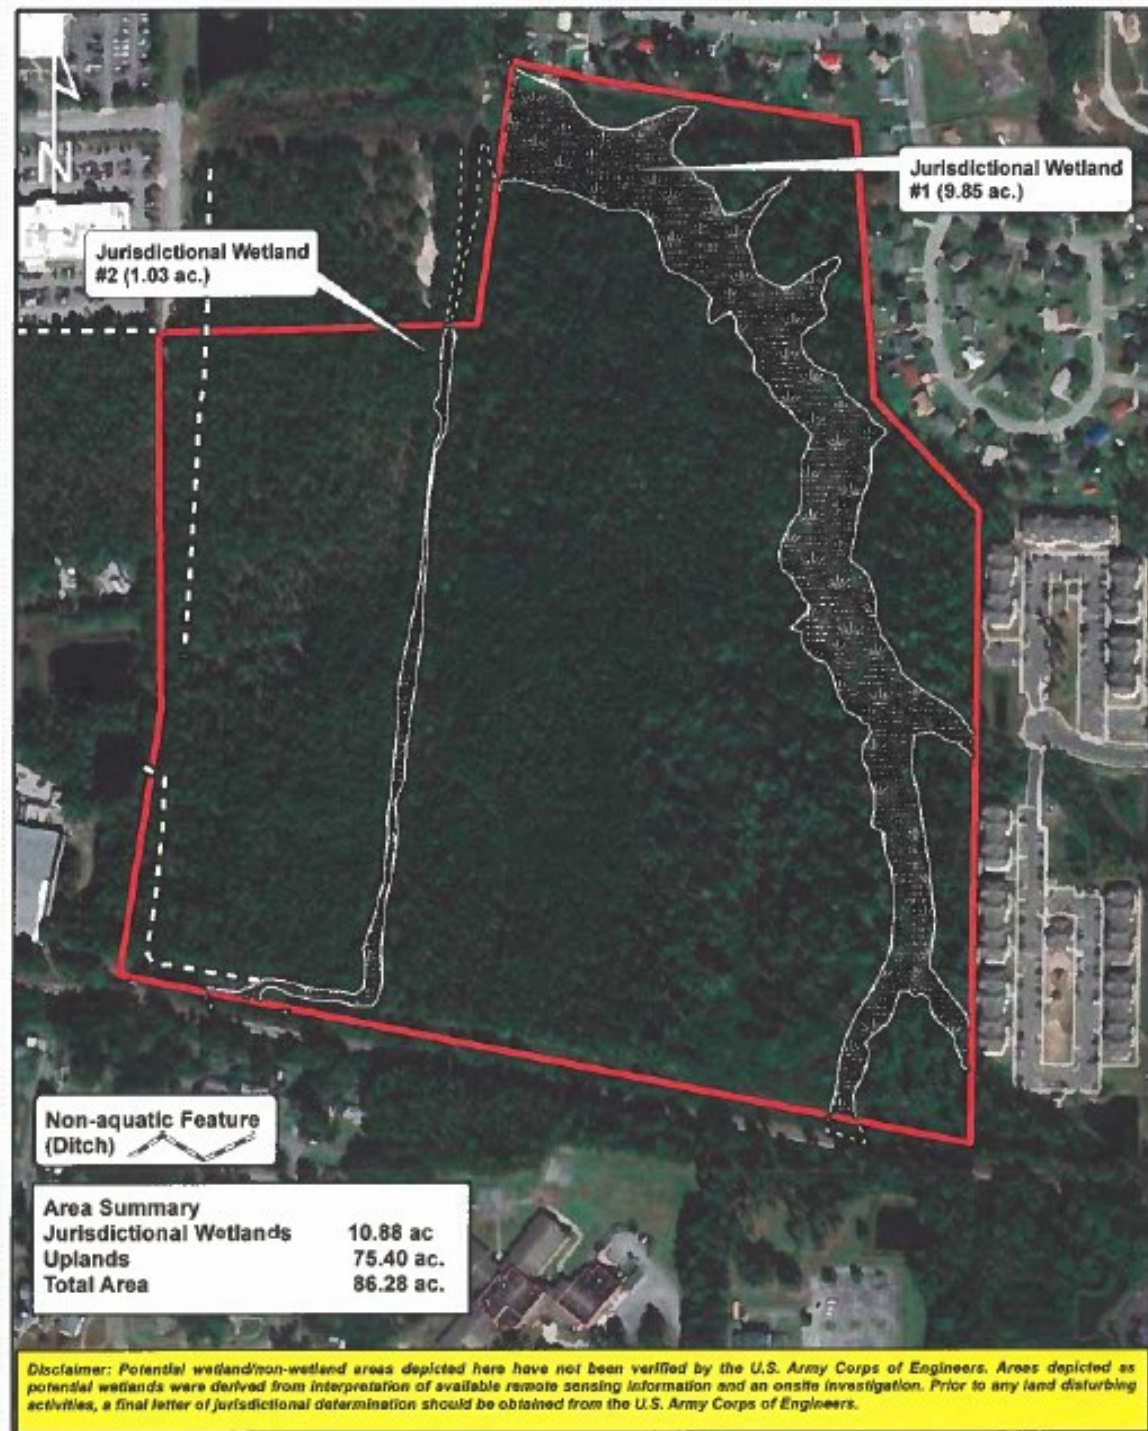 N
Jurisdictional Wetland
#1 (9.85 ac.)
Jurisdictional Wetland
#2 (1.03 ac.)
Non-aquatic Feature
(Ditch)
Area Summary
Jurisdictional Wetlands 10.88 ac
Uplands 75.40 ac.
Total Area 86.28 ac.
Disclaimer: Potential wetland/non-wetland areas depicted here have not been verified by the U.S. Army Corps of Engineers. Areas depicted as
potential wetlands were derived from interpretation of available remote sensing information and an onsite investigation. Prior to any land disturbing
activities, a final letter of jurisdictional determination should be obtained from the U.S. Army Corps of Engineers.